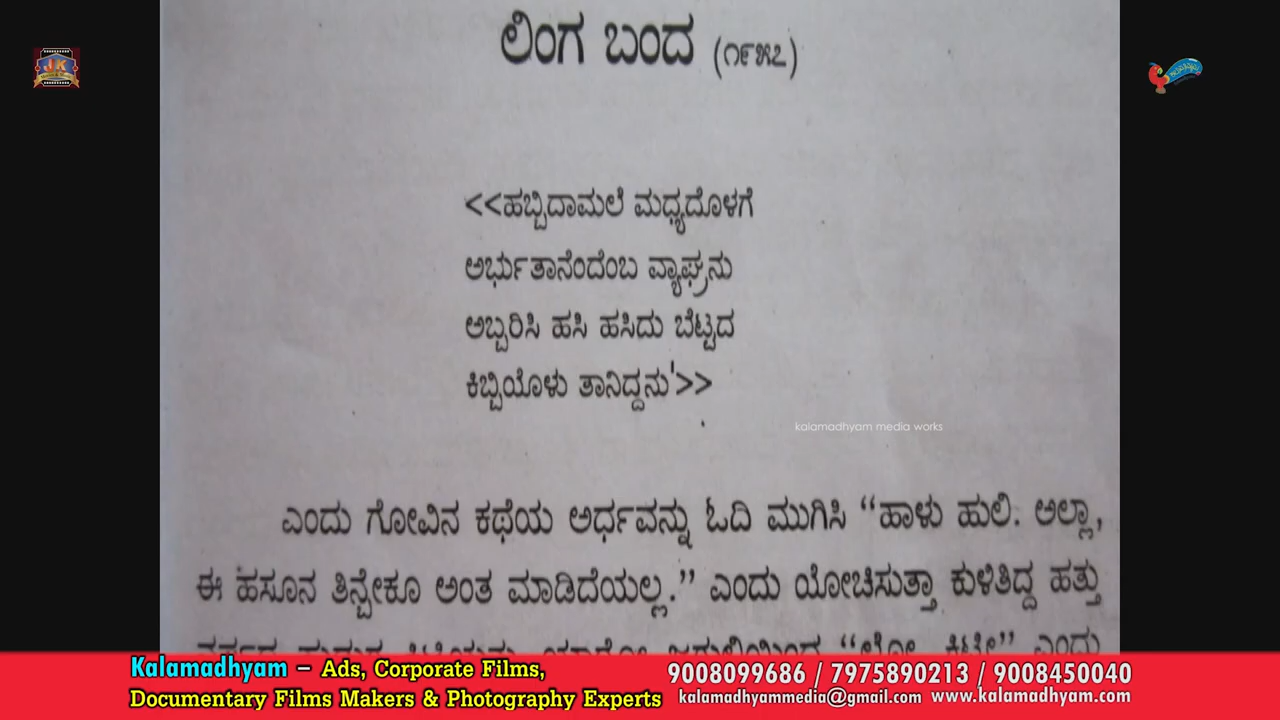 ಲಿಂಗ ಬಂದ (೧೯೫೭)
<<ಹಬ್ಬಿದಾಮಲೆ ಮಧ್ಯದೊಳಗೆ
ಅರ್ಭುತಾನೆಂದೆಂಬ ವ್ಯಾಘ್ರನು
ಅಬ್ಬರಿಸಿ ಹಸಿ ಹಸಿದು ಬೆಟ್ಟದ
ಕಿಬ್ಬಿಯೊಳು ತಾನಿದ್ದನು'>>
kalamadhyam media works
ಎಂದು ಗೋವಿನ ಕಥೆಯ ಅರ್ಧವನ್ನು ಓದಿ ಮುಗಿಸಿ “ಹಾಳು ಹುಲಿ. ಅಲ್ಲಾ,
ಈ ಹಸೂನ ತಿನ್ಬೇಕೂ ಅಂತ ಮಾಡಿದೆಯಲ್ಲ.” ಎಂದು ಯೋಚಿಸುತ್ತಾ ಕುಳಿತಿದ್ದ ಹತ್ತು
Kalamadhyam – Ads, Corporate Films,
Documentary Films Makers & Photography Experts
9008099686 / 7975890213 / 9008450040
kalamadhyammedia@gmail.com www.kalamadhyam.com